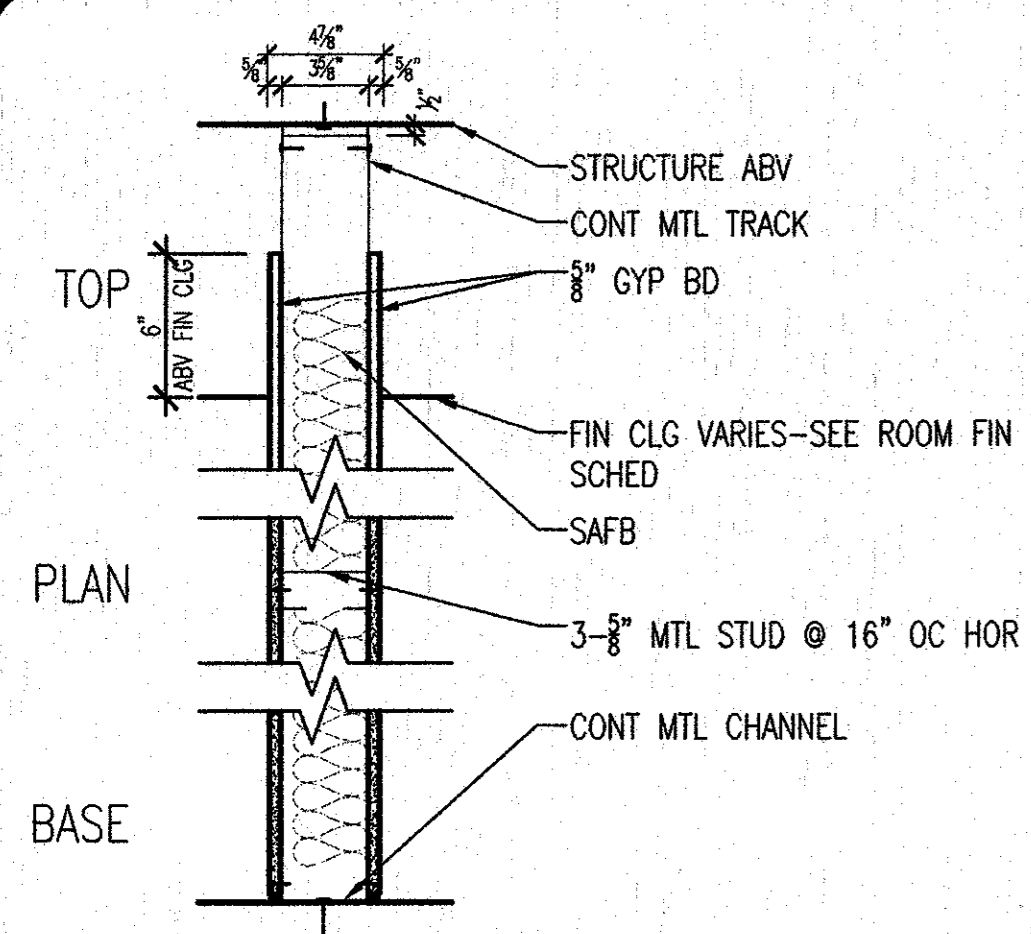 4⅞"
⅝" 3⅝" ⅝"
½"
STRUCTURE ABV
CONT MTL TRACK
⅝" GYP BD
TOP
6"
ABV FIN CLG
FIN CLG VARIES-SEE ROOM FIN
SCHED
SAFB
PLAN
3-⅝" MTL STUD @ 16" OC HOR
CONT MTL CHANNEL
BASE